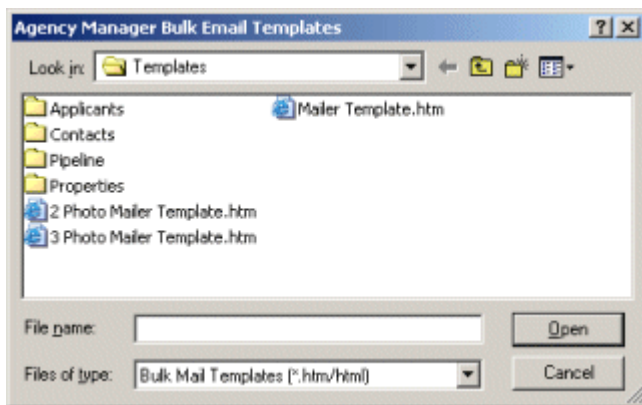 Agency Manager Bulk Email Templates
Look in: Templates
Applicants Mailer Template.htm
Contacts
Pipeline
Properties
2 Photo Mailer Template.htm
3 Photo Mailer Template.htm
File name: Open
Files of type: Bulk Mail Templates (*.htm/html) Cancel